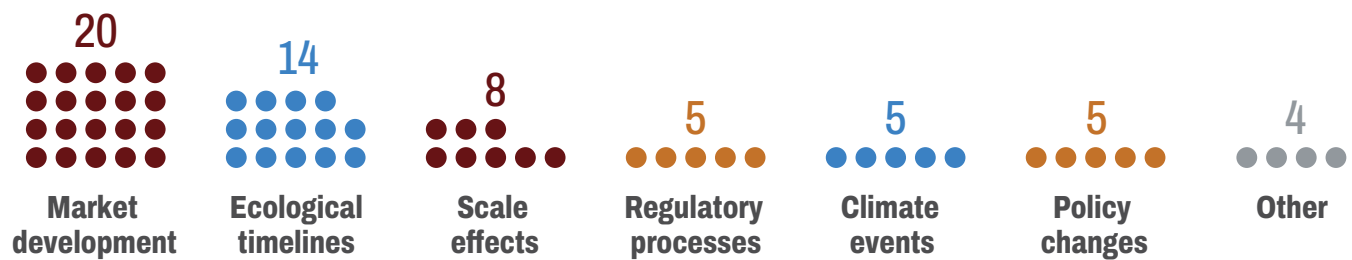 20
14
8
5
5
5
4
Market
development
Ecological
timelines
Scale
effects
Regulatory
processes
Climate
events
Policy
changes
Other